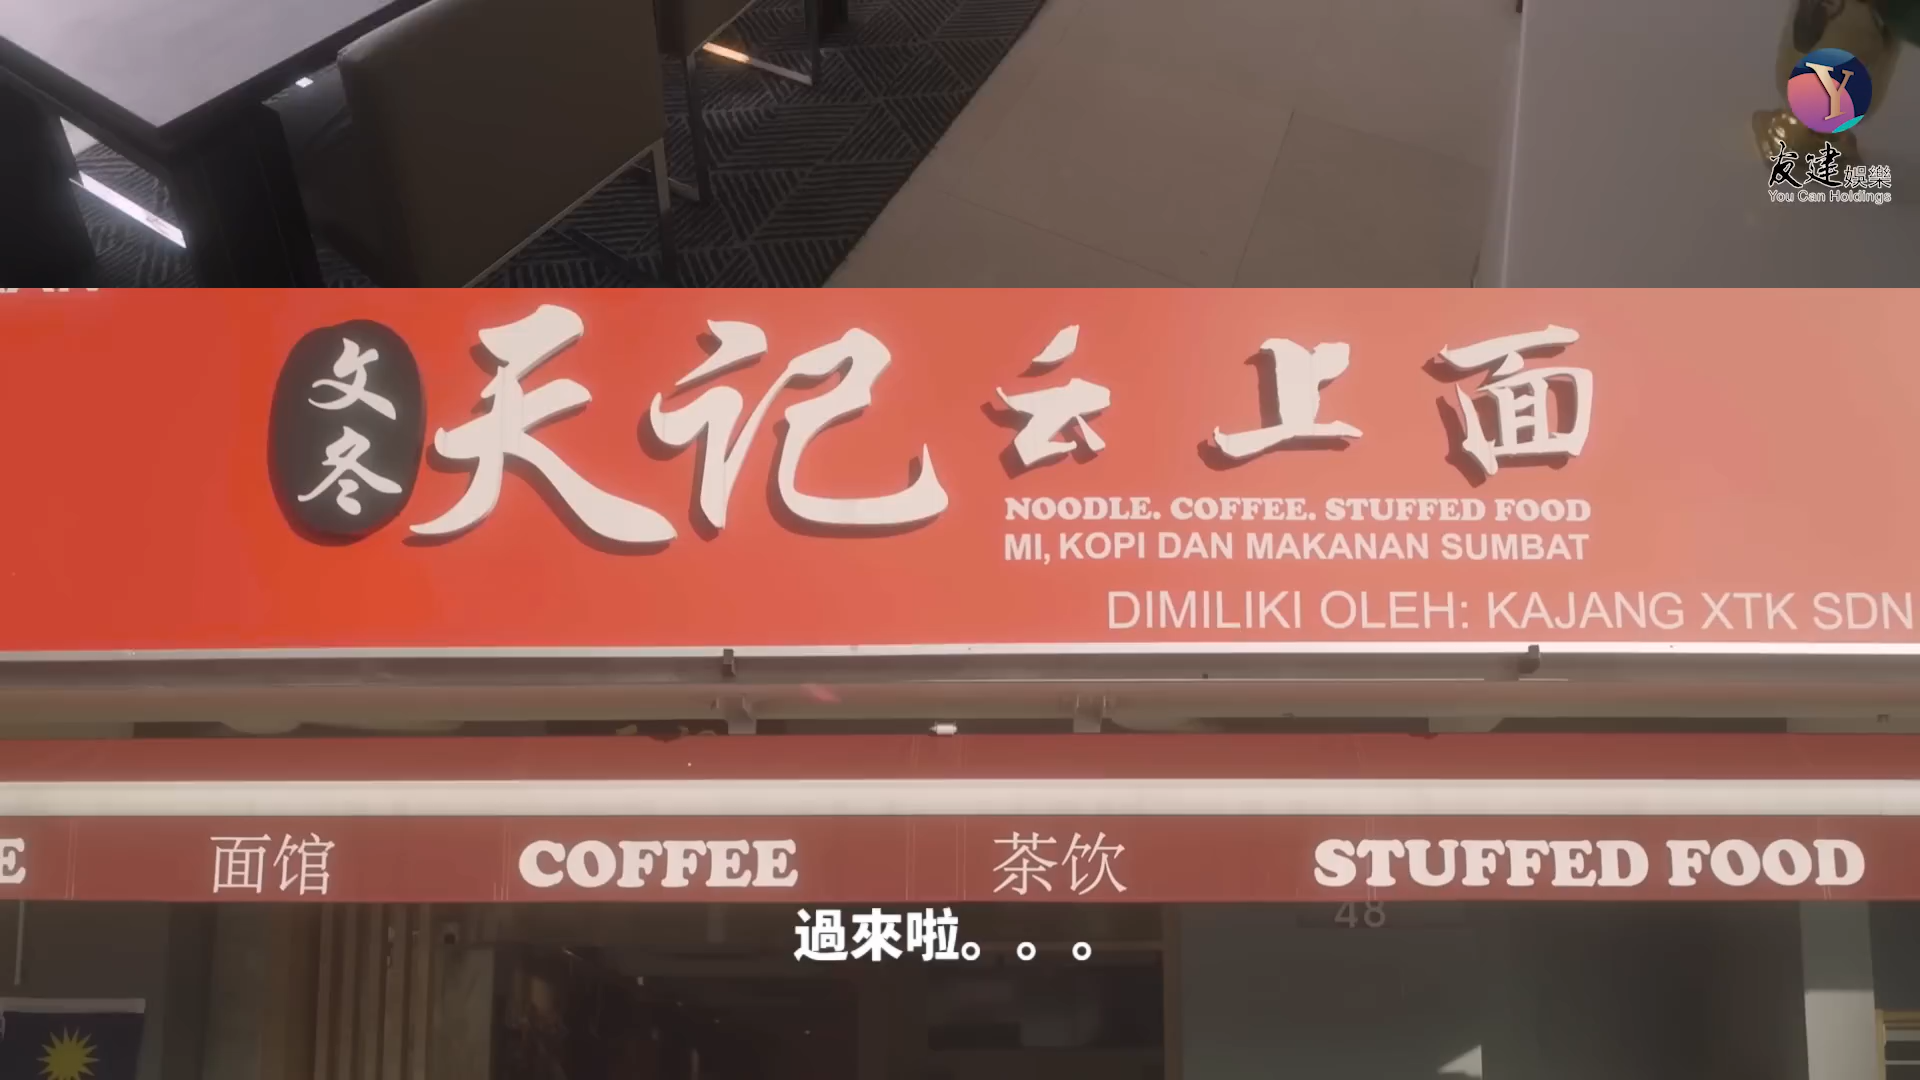 Y
友建娛樂
You Can Holdings
文冬
天记云上面
NOODLE. COFFEE. STUFFED FOOD
MI, KOPI DAN MAKANAN SUMBAT
DIMILIKI OLEH: KAJANG XTK SDN
E 面馆 COFFEE 茶饮 STUFFED FOOD
48
過來啦。。。